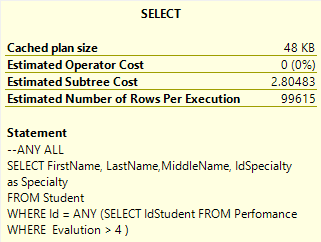 SELECT
Cached plan size 48 KB
Estimated Operator Cost 0 (0%)
Estimated Subtree Cost 2.80483
Estimated Number of Rows Per Execution 99615
Statement
--ANY ALL
SELECT FirstName, LastName,MiddleName, IdSpecialty
as Specialty
FROM Student
WHERE Id = ANY (SELECT IdStudent FROM Perfomance
WHERE  Evalution > 4 )